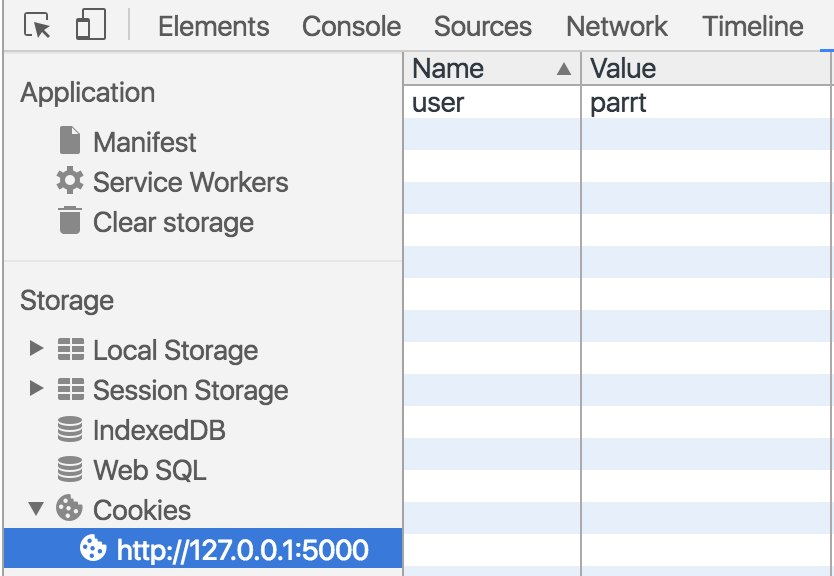 Elements Console Sources Network Timeline
Application
Manifest
Service Workers
Clear storage
Storage
Local Storage
Session Storage
IndexedDB
Web SQL
Cookies
http://127.0.0.1:5000
Name Value
user parrt